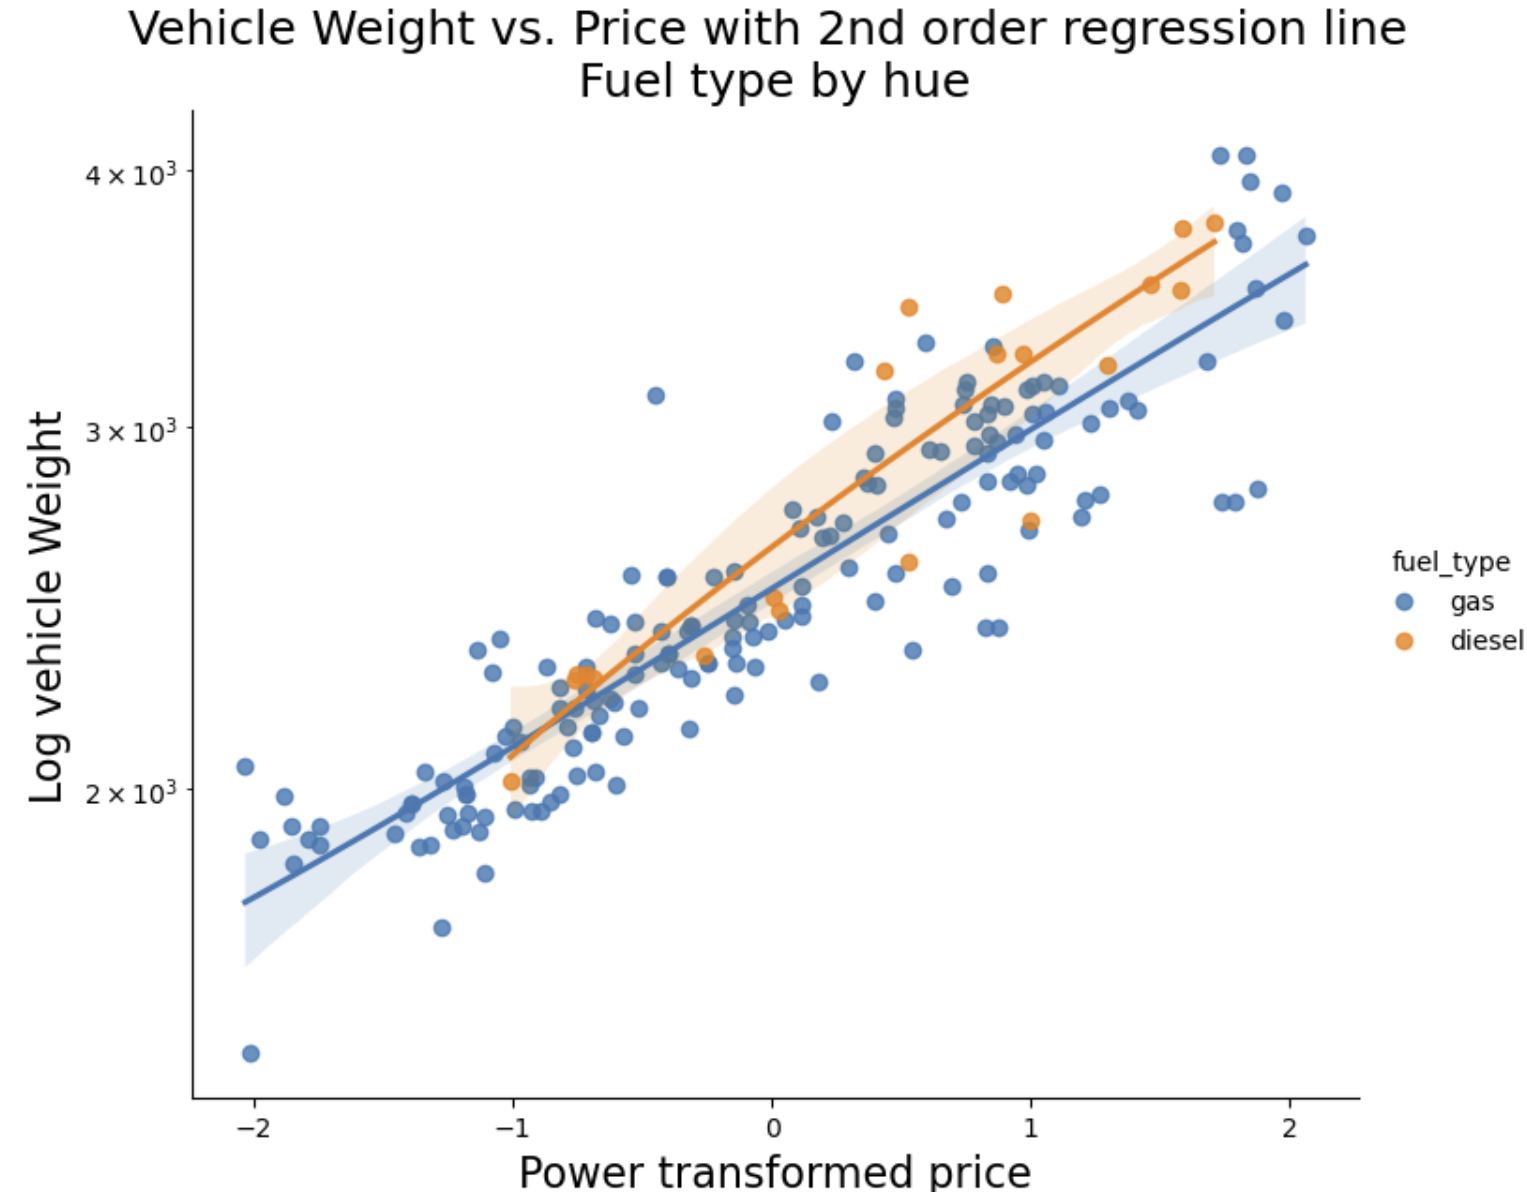 Vehicle Weight vs. Price with 2nd order regression line
Fuel type by hue
Log vehicle Weight
4 × 10³
3 × 10³
2 × 10³
fuel_type
gas
diesel
−2
−1
0
1
2
Power transformed price